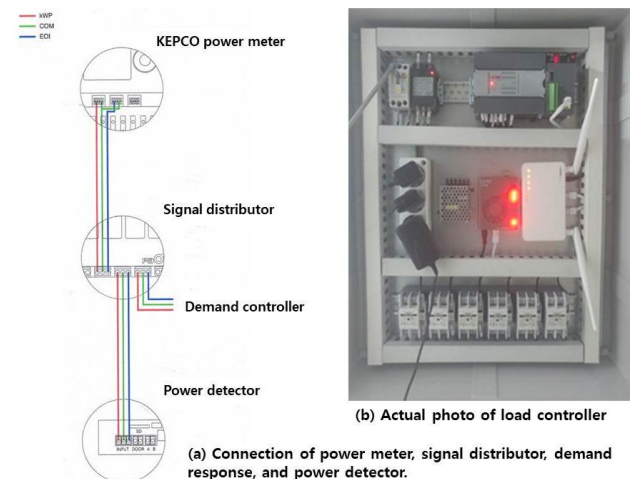 kWP
COM
EOI
KEPCO power meter
Signal distributor
Demand controller
Power detector
SD
INPUT DOOR A B
(b) Actual photo of load controller
(a) Connection of power meter, signal distributor, demand
response, and power detector.